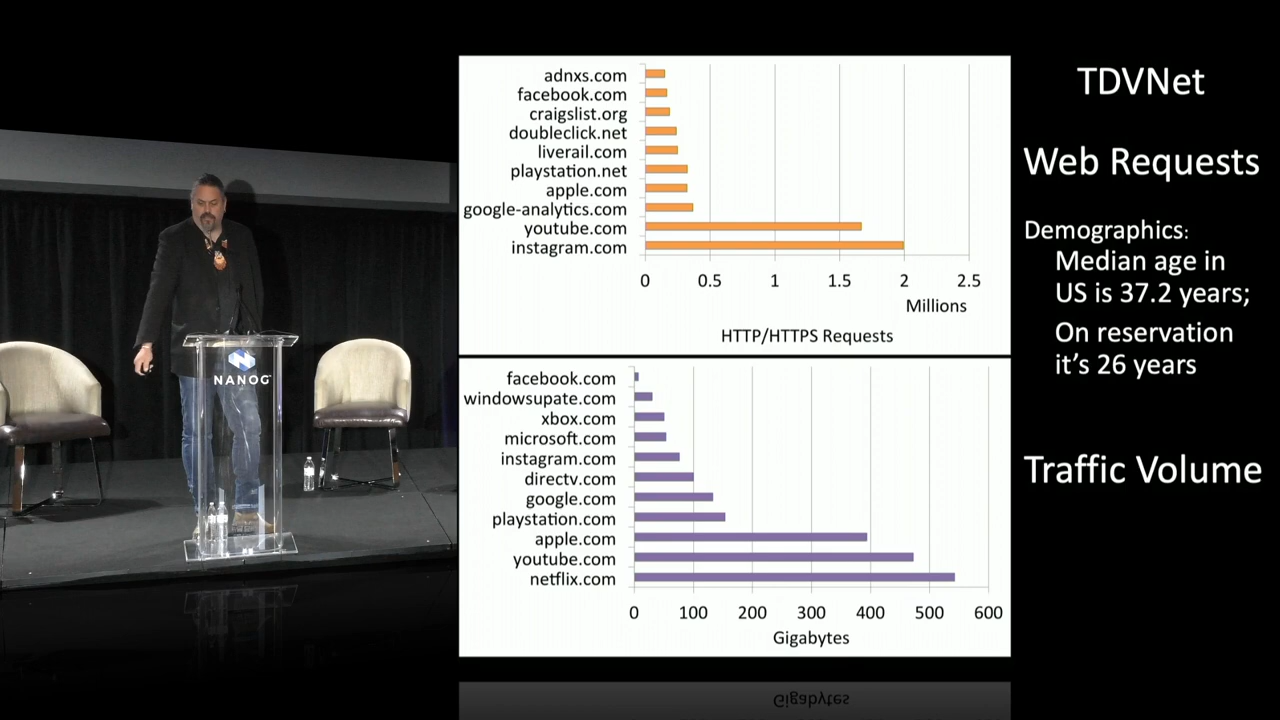 adnxs.com
facebook.com
craigslist.org
doubleclick.net
liverail.com
playstation.net
apple.com
google-analytics.com
youtube.com
instagram.com
0 0.5 1 1.5 2 2.5
Millions
HTTP/HTTPS Requests
facebook.com
windowsupate.com
xbox.com
microsoft.com
instagram.com
directv.com
google.com
playstation.com
apple.com
youtube.com
netflix.com
0 100 200 300 400 500 600
Gigabytes
TDVNet
Web Requests
Demographics:
Median age in
US is 37.2 years;
On reservation
it's 26 years
Traffic Volume
NANOG